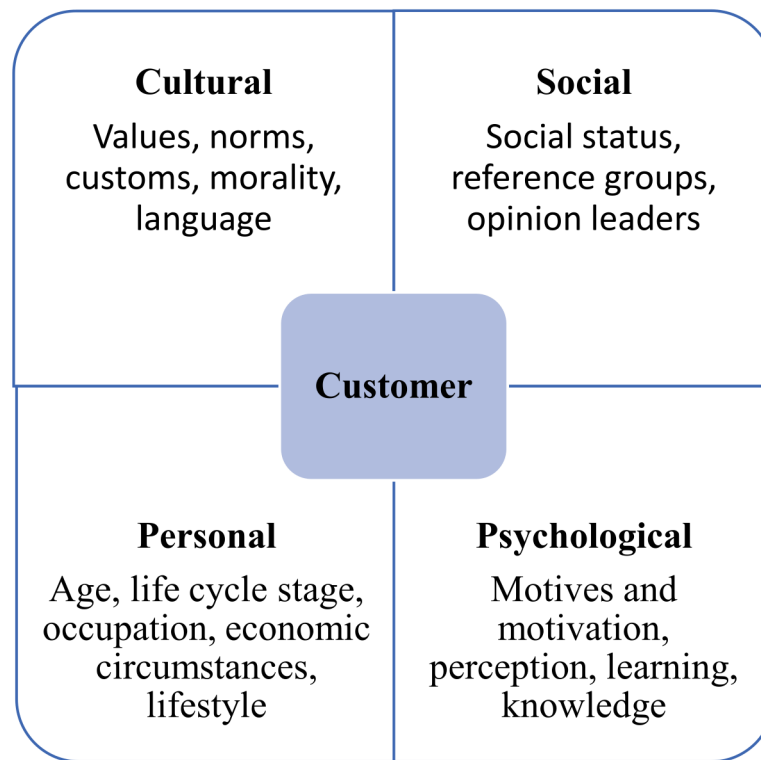 Cultural
Values, norms,
customs, morality,
language
Social
Social status,
reference groups,
opinion leaders
Customer
Personal
Age, life cycle stage,
occupation, economic
circumstances,
lifestyle
Psychological
Motives and
motivation,
perception, learning,
knowledge